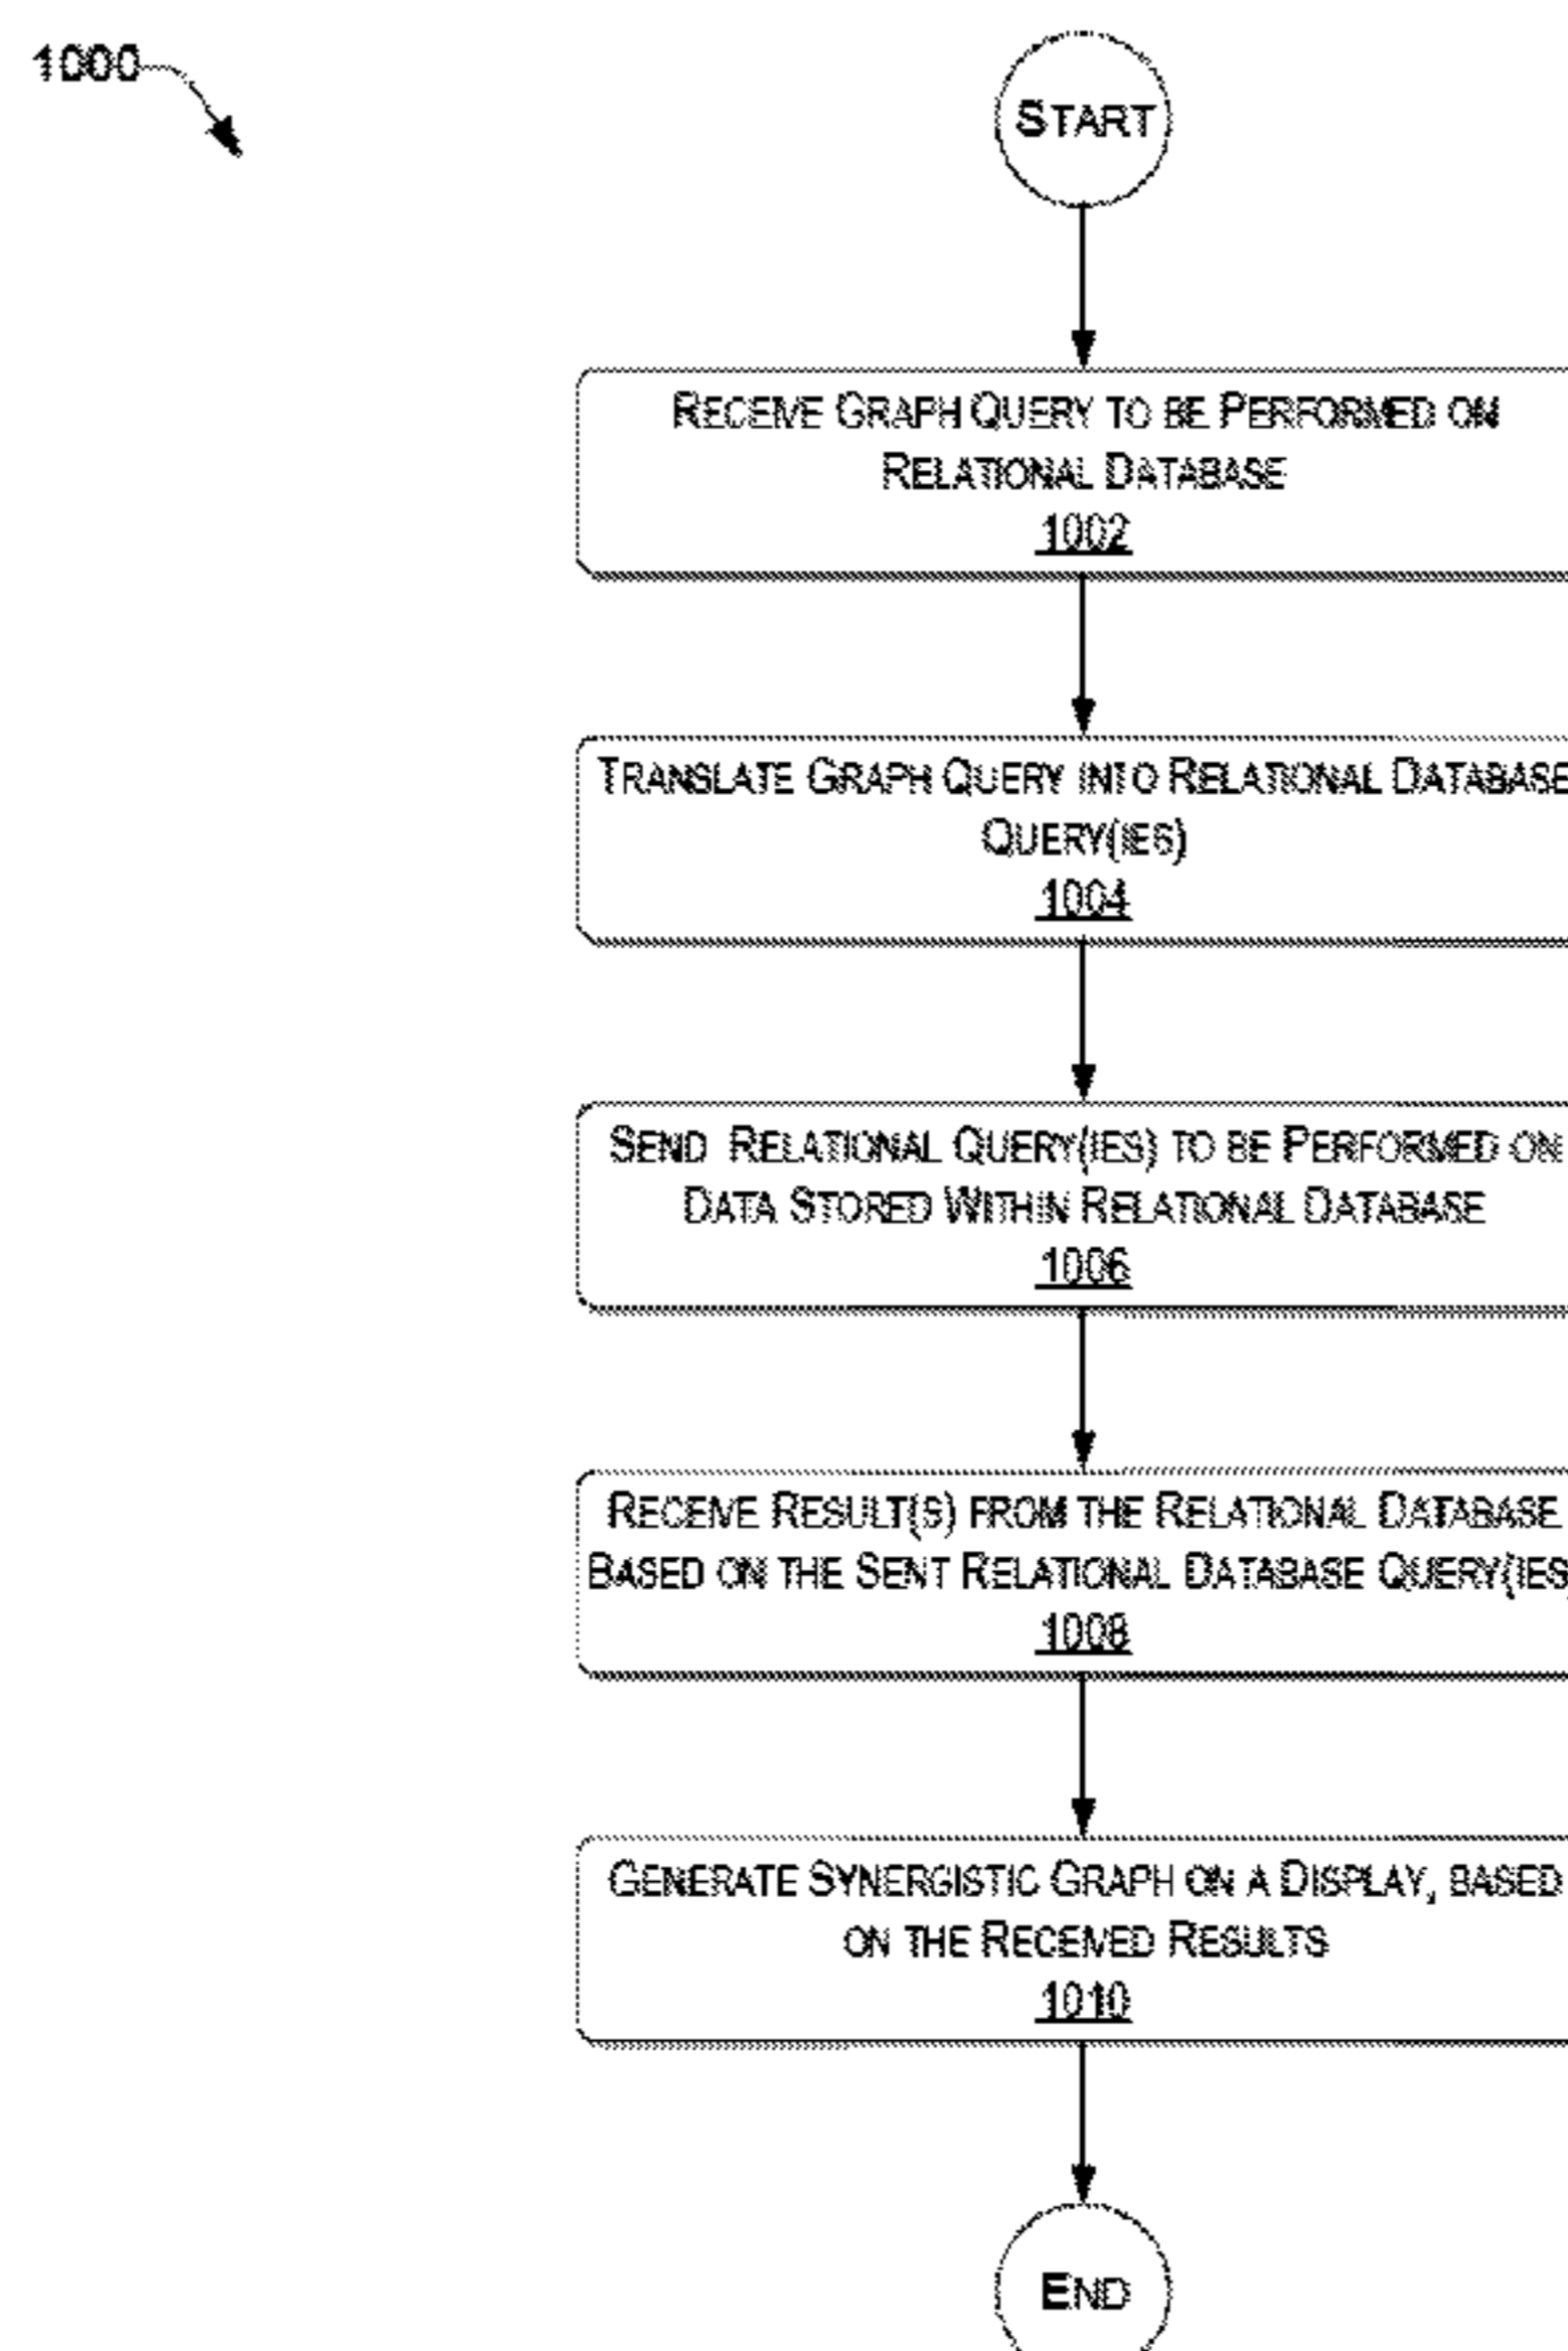 1000
START
RECEIVE GRAPH QUERY TO BE PERFORMED ON
RELATIONAL DATABASE
1002
TRANSLATE GRAPH QUERY INTO RELATIONAL DATABASE
QUERY(IES)
1004
SEND RELATIONAL QUERY(IES) TO BE PERFORMED ON
DATA STORED WITHIN RELATIONAL DATABASE
1006
RECEIVE RESULT(S) FROM THE RELATIONAL DATABASE
BASED ON THE SENT RELATIONAL DATABASE QUERY(IES)
1008
GENERATE SYNERGISTIC GRAPH ON A DISPLAY, BASED
ON THE RECEIVED RESULTS
1010
END